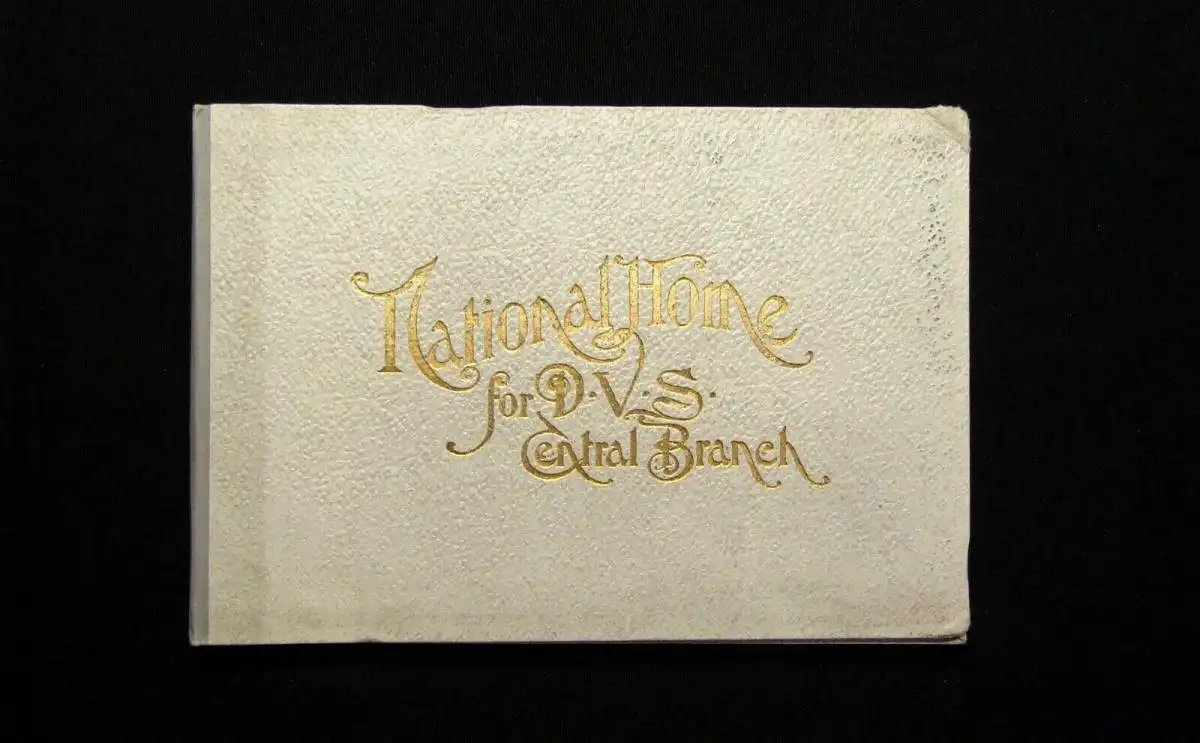 National Home
for D.V.S.
Central Branch